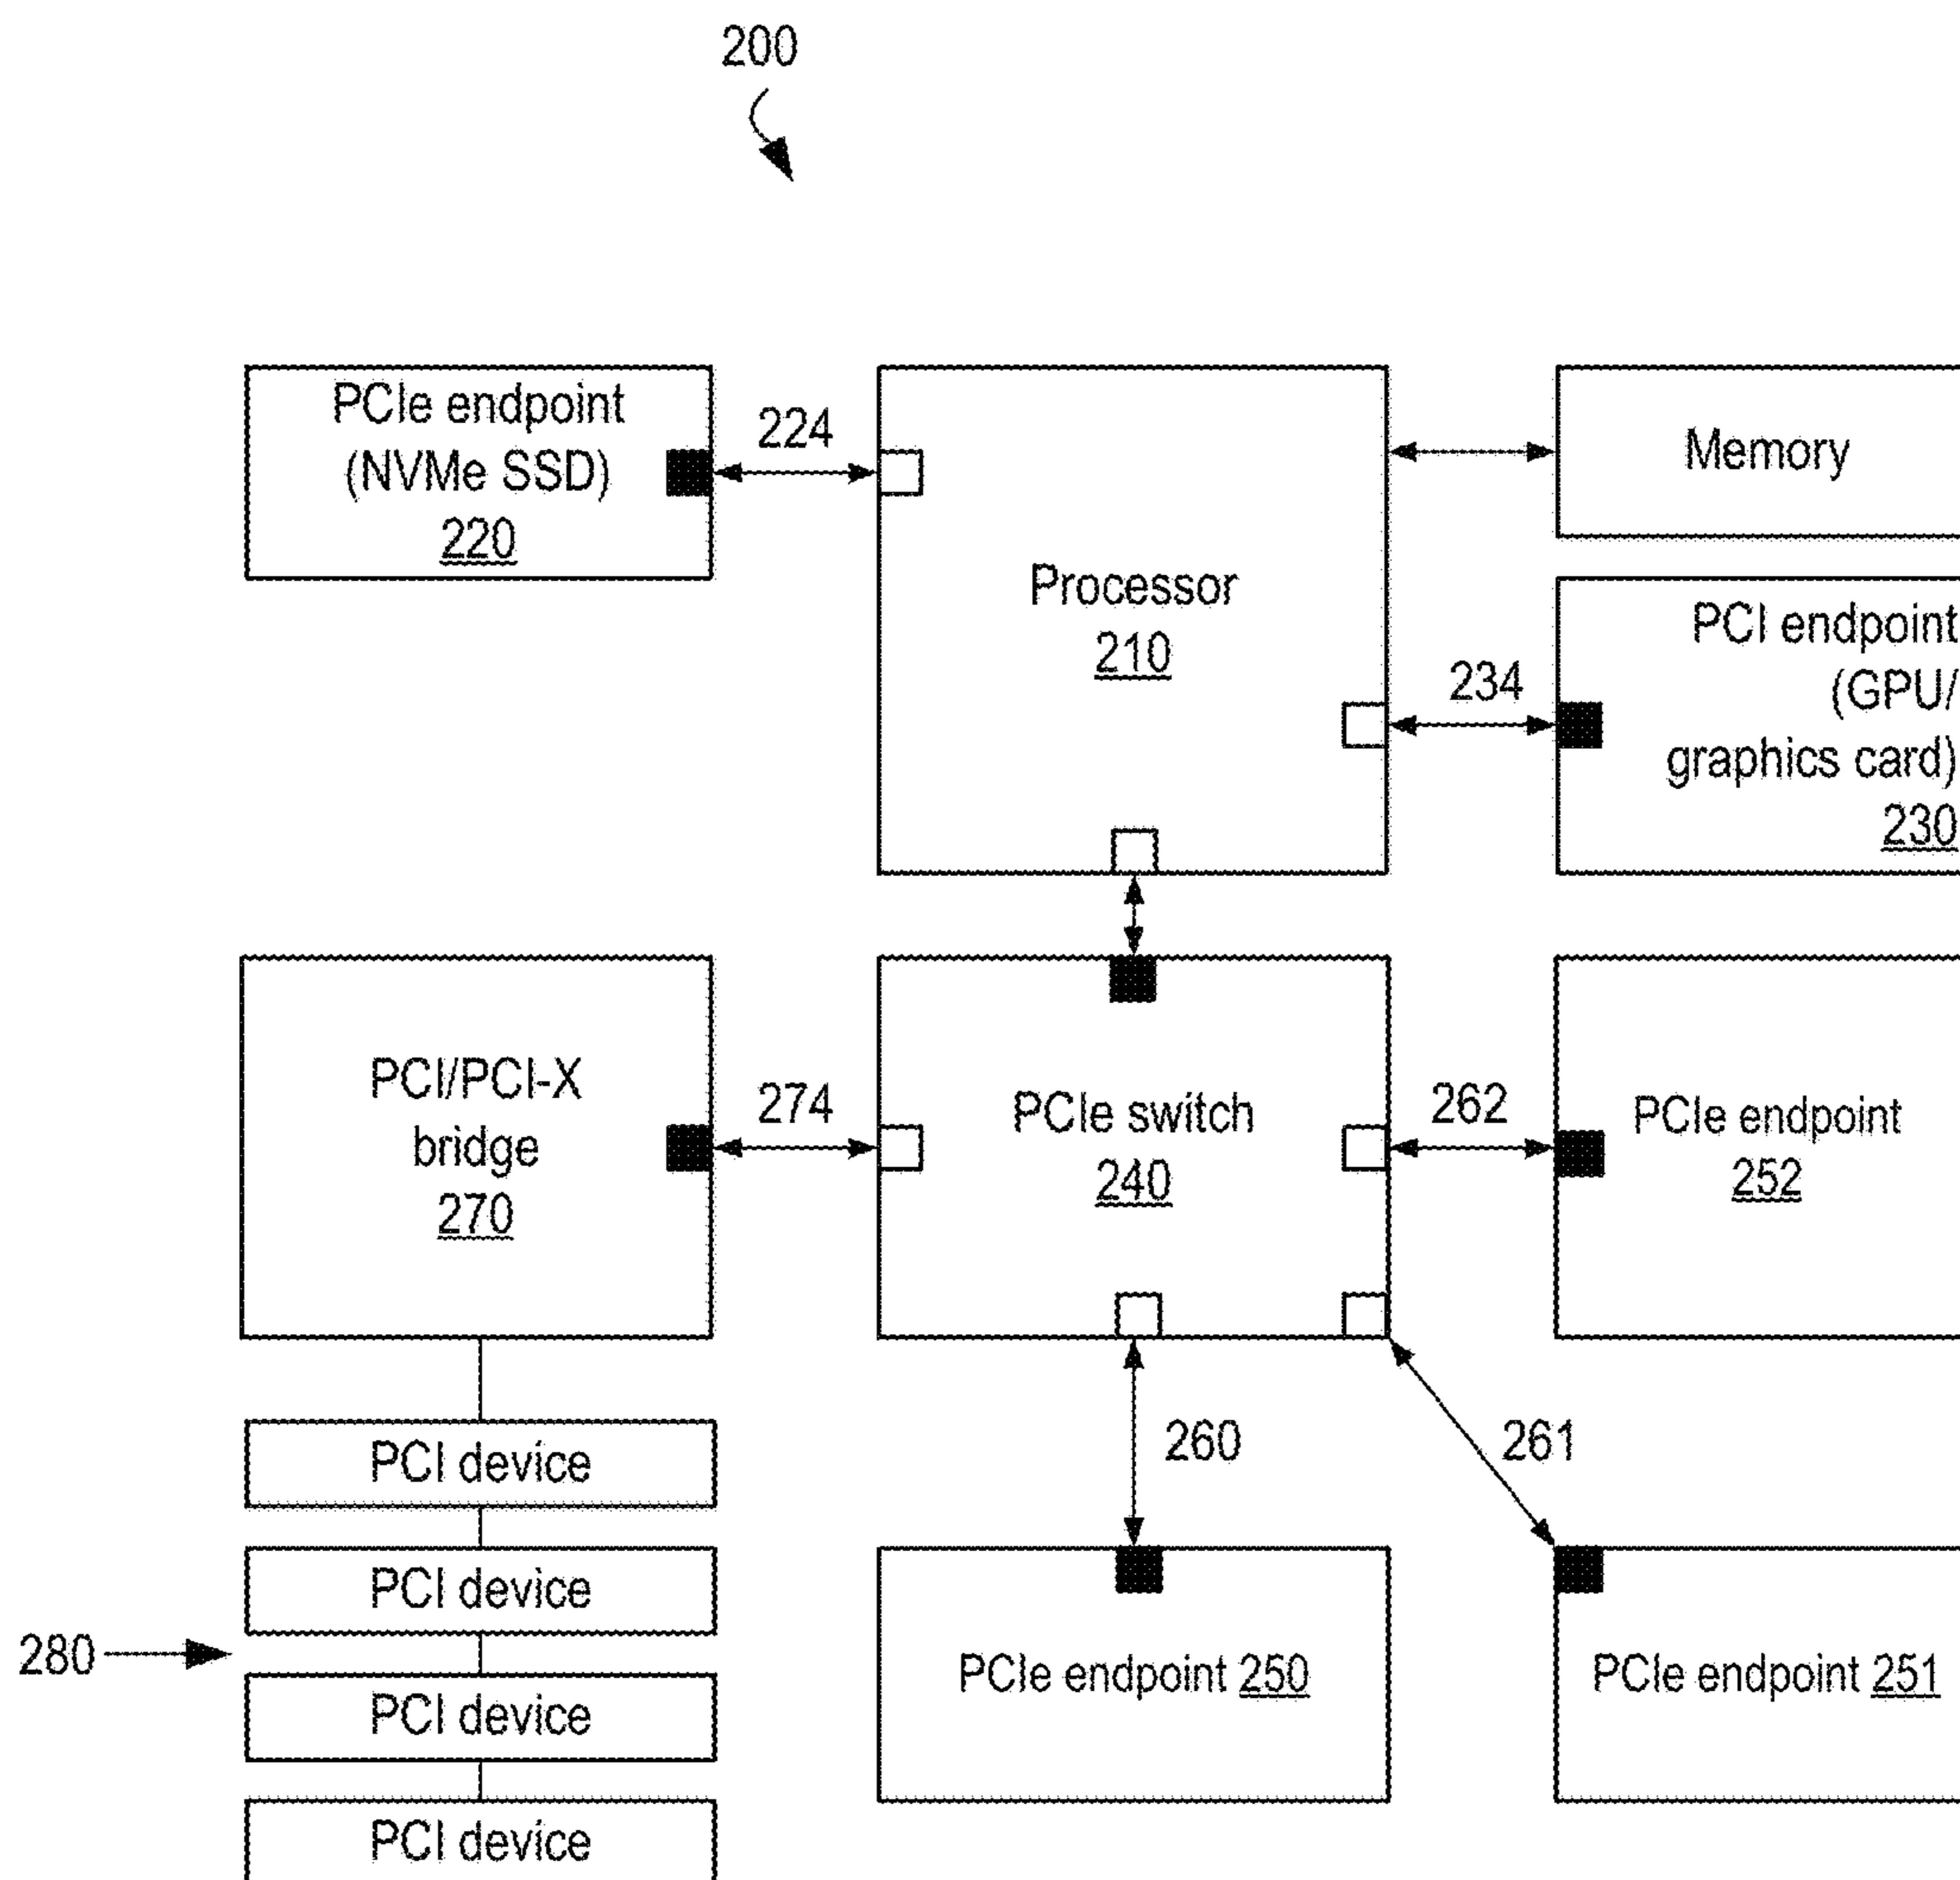 200
PCIe endpoint
(NVMe SSD)
220
224
Processor
210
Memory
234
PCI endpoint
(GPU/
graphics card)
230
PCI/PCI-X
bridge
270
274
PCIe switch
240
262
PCIe endpoint
252
PCI device
PCI device
PCI device
PCI device
280
260
261
PCIe endpoint 250
PCIe endpoint 251